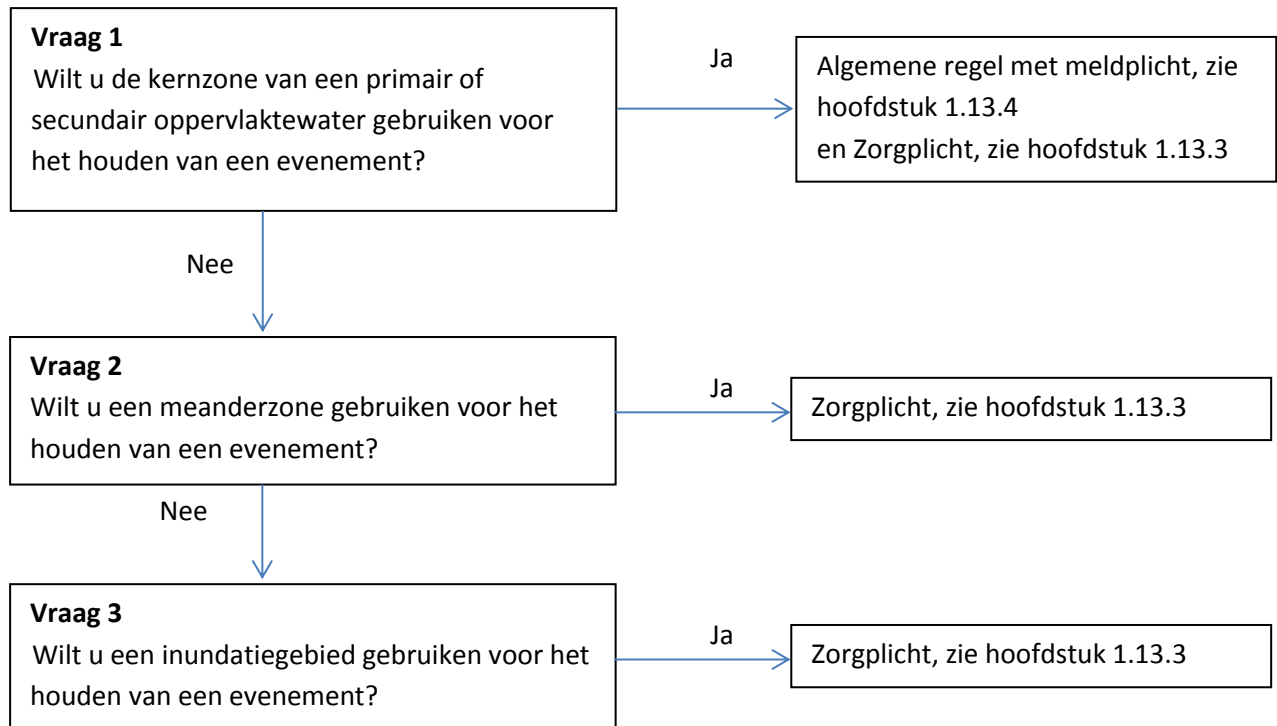 Vraag 1
Wilt u de kernzone van een primair of
secundair oppervlaktewater gebruiken voor
het houden van een evenement?
Ja
Algemene regel met meldplicht, zie
hoofdstuk 1.13.4
en Zorgplicht, zie hoofdstuk 1.13.3
Nee
Vraag 2
Wilt u een meanderzone gebruiken voor het
houden van een evenement?
Ja
Zorgplicht, zie hoofdstuk 1.13.3
Nee
Vraag 3
Wilt u een inundatiegebied gebruiken voor het
houden van een evenement?
Ja
Zorgplicht, zie hoofdstuk 1.13.3